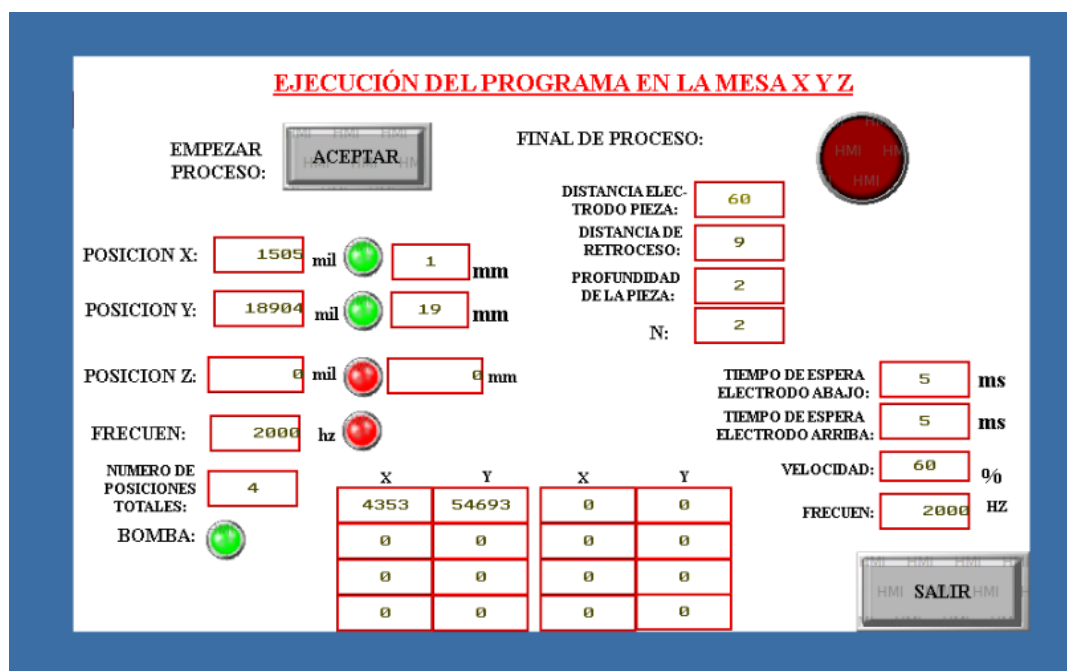 EJECUCIÓN DEL PROGRAMA EN LA MESA X Y Z
EMPEZAR
PROCESO:
ACEPTAR
FINAL DE PROCESO:
DISTANCIA ELEC-
TRODO PIEZA:
60
DISTANCIA DE
RETROCESO:
9
PROFUNDIDAD
DE LA PIEZA:
2
N:
2
POSICION X:
1505
mil
1
mm
POSICION Y:
18904
mil
19
mm
POSICION Z:
0
mil
0
mm
FRECUEN:
2000
hz
NUMERO DE
POSICIONES
TOTALES:
4
BOMBA:
X Y X Y
4353 54693 0 0
0 0 0 0
0 0 0 0
0 0 0 0
TIEMPO DE ESPERA
ELECTRODO ABAJO:
5
ms
TIEMPO DE ESPERA
ELECTRODO ARRIBA:
5
ms
VELOCIDAD:
60
%
FRECUEN:
2000
HZ
SALIR